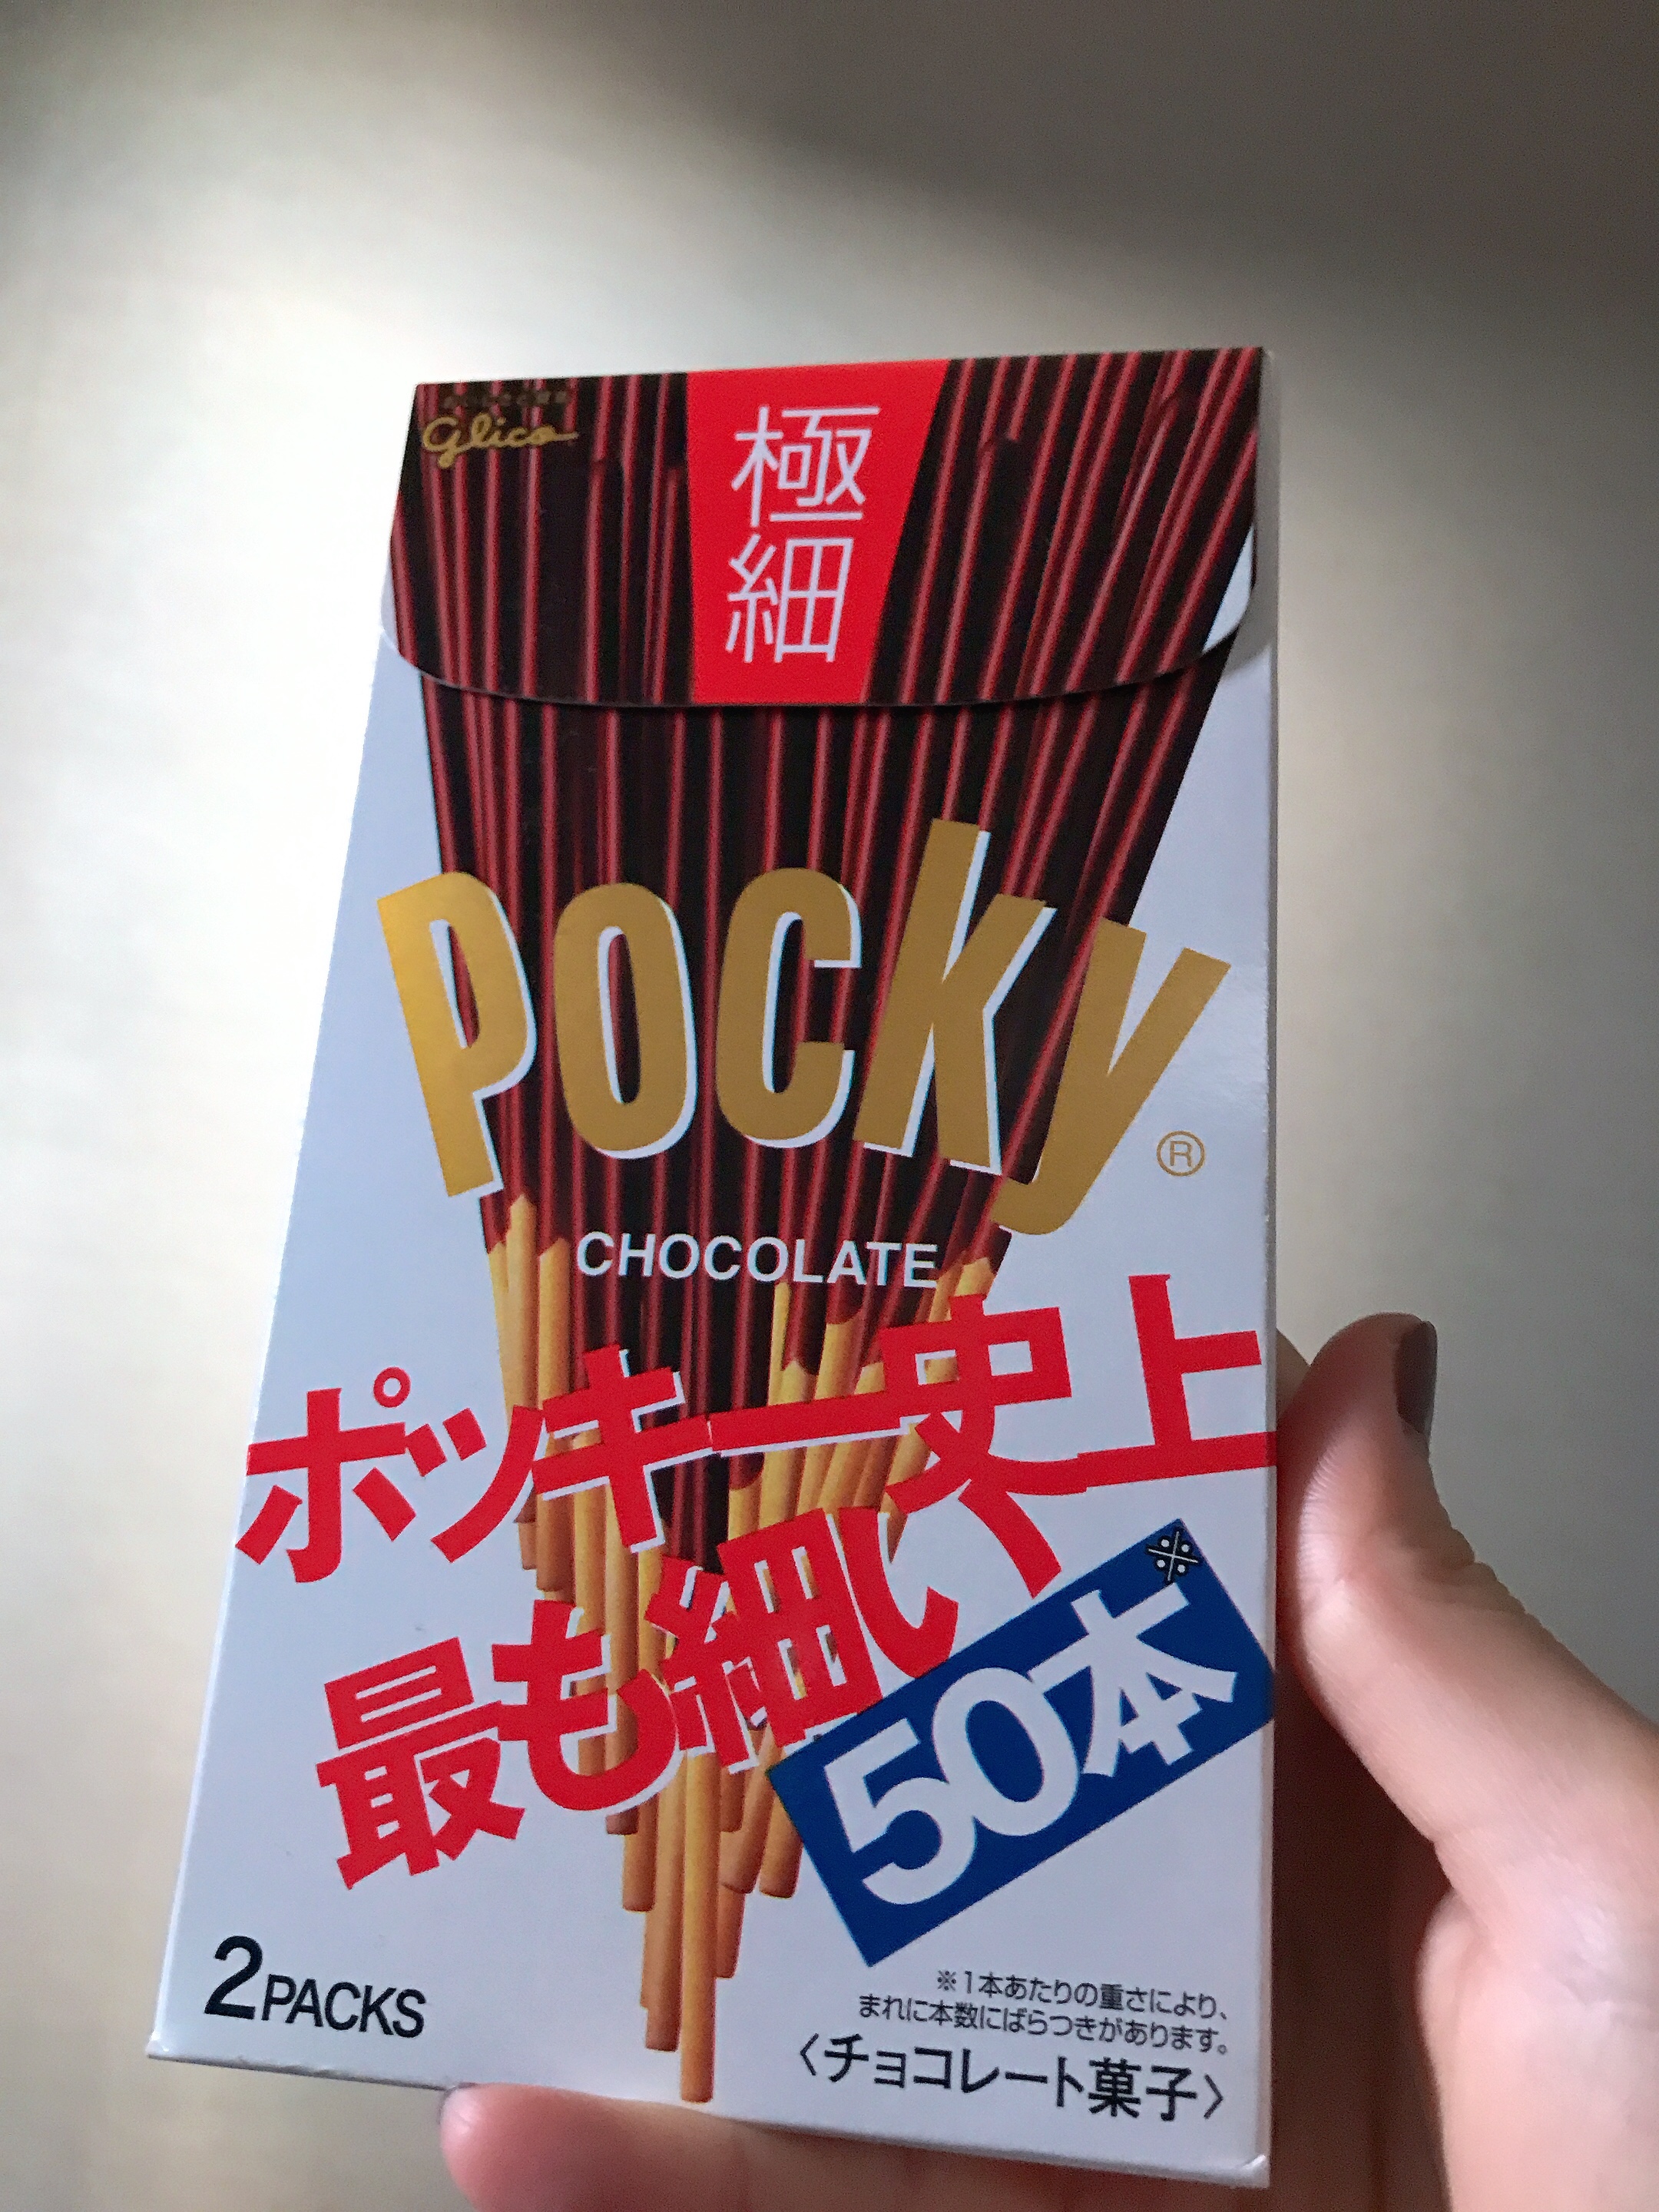 glico
極細
POCKY®
CHOCOLATE
ポッキー史上
最も細い
50本※
2PACKS
※1本あたりの重さにより、
まれに本数にばらつきがあります。
〈チョコレート菓子〉